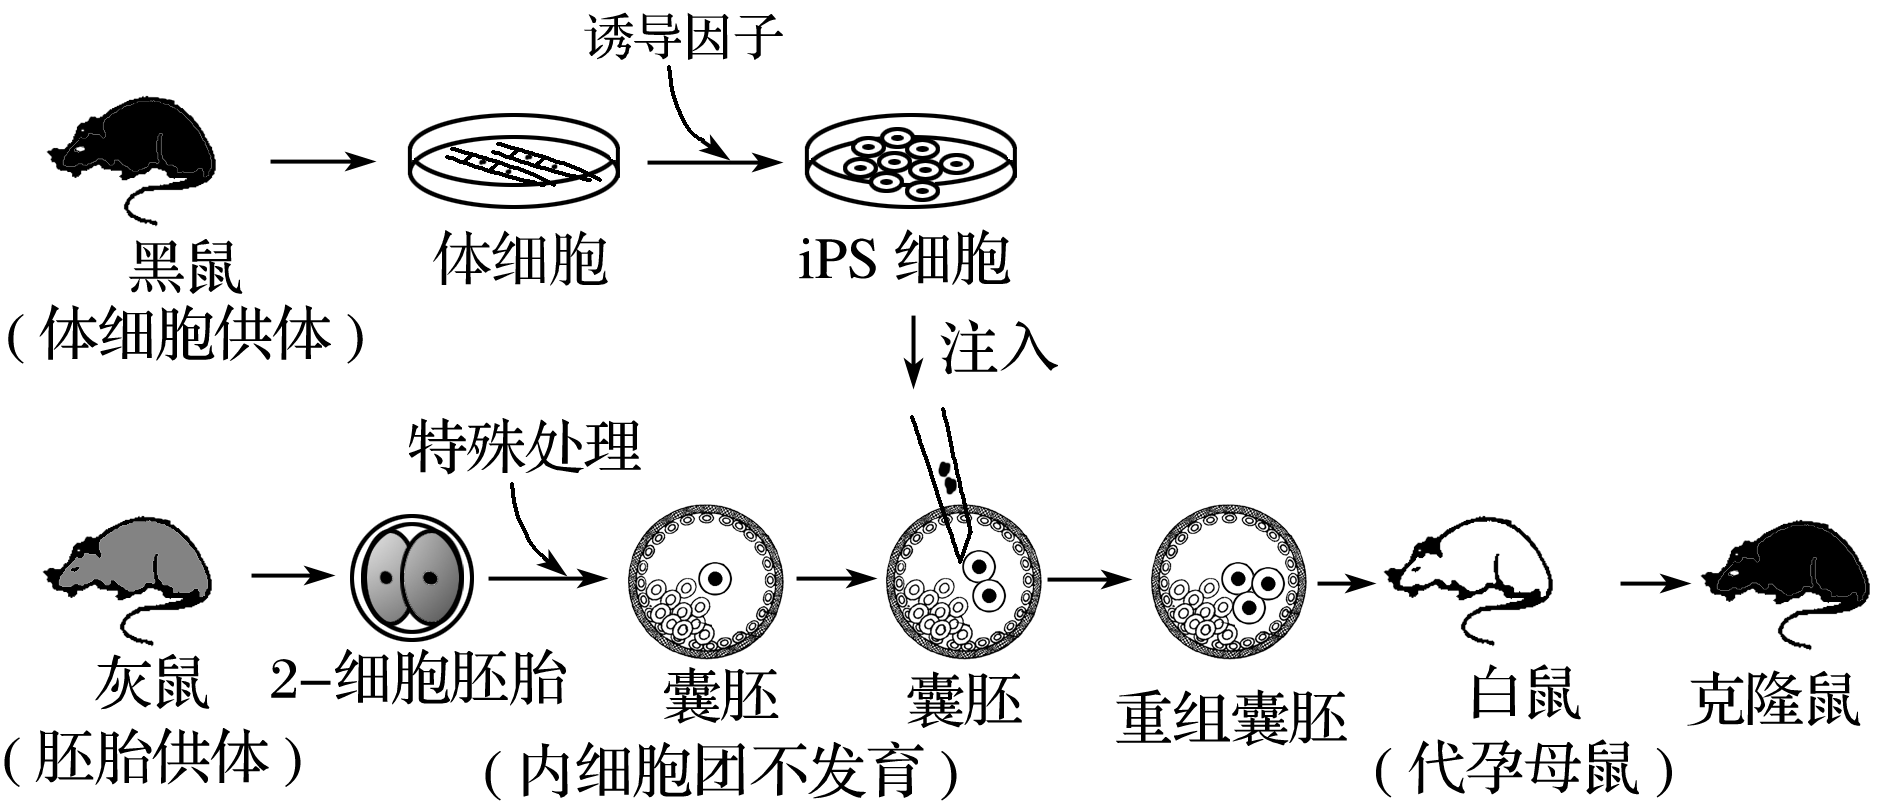 诱导因子
黑鼠
(体细胞供体)
体细胞
iPS 细胞
注入
特殊处理
灰鼠
(胚胎供体)
2-细胞胚胎
囊胚
(内细胞团不发育)
囊胚
重组囊胚
白鼠
(代孕母鼠)
克隆鼠